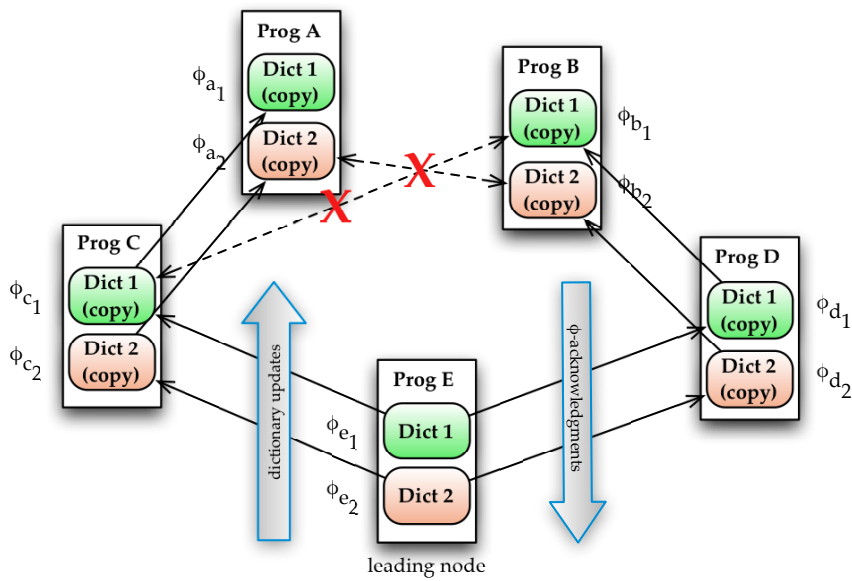 Prog A
Dict 1
(copy)
ϕa1
Dict 2
(copy)
ϕa2
Prog B
Dict 1
(copy)
ϕb1
Dict 2
(copy)
ϕb2
X
X
Prog C
Dict 1
(copy)
ϕc1
Dict 2
(copy)
ϕc2
Prog D
Dict 1
(copy)
ϕd1
Dict 2
(copy)
ϕd2
dictionary updates
ϕ-acknowledgments
Prog E
Dict 1
ϕe1
Dict 2
ϕe2
leading node